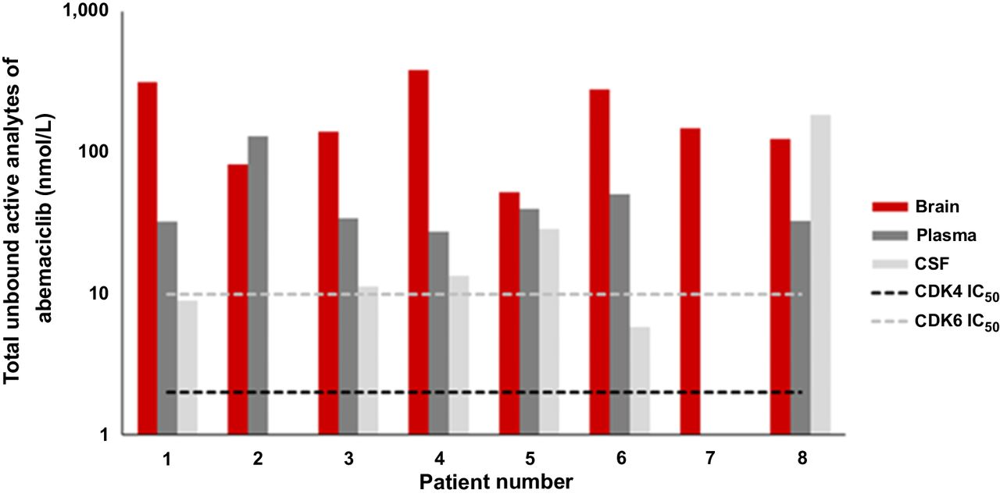 Total unbound active analytes of
abemaciclib (nmol/L)
1,000
100
10
1
1 2 3 4 5 6 7 8
Patient number
Brain
Plasma
CSF
CDK4 IC50
CDK6 IC50